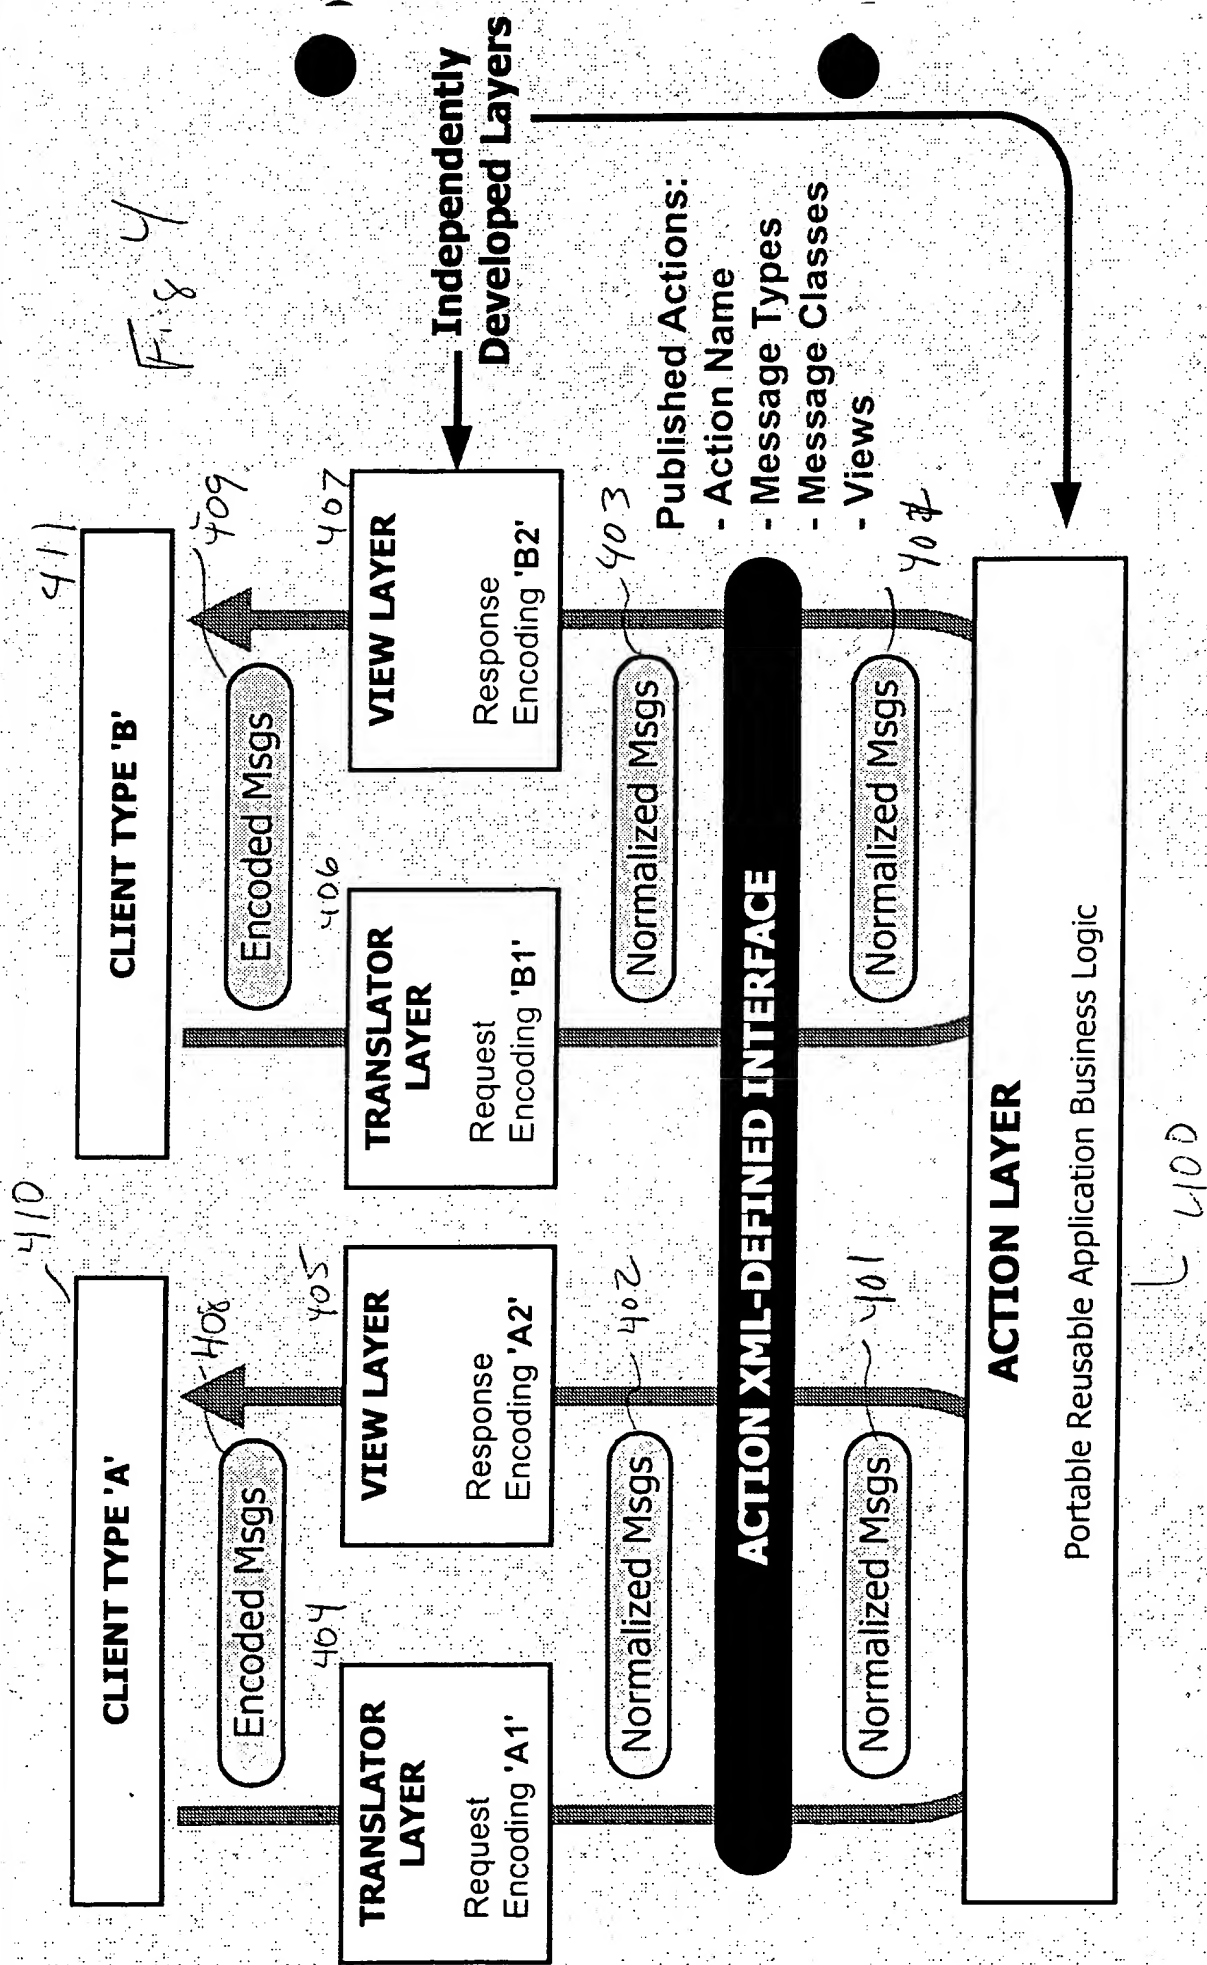 Fig 4
410
411
CLIENT TYPE 'A'
CLIENT TYPE 'B'
408
409
Encoded Msgs
Encoded Msgs
404
405
406
407
TRANSLATOR
LAYER
Request
Encoding 'A1'
VIEW LAYER
Response
Encoding 'A2'
TRANSLATOR
LAYER
Request
Encoding 'B1'
VIEW LAYER
Response
Encoding 'B2'
Independently
Developed Layers
Normalized Msgs
402
Normalized Msgs
403
Published Actions:
- Action Name
- Message Types
- Message Classes
- Views
ACTION XML-DEFINED INTERFACE
Normalized Msgs
401
Normalized Msgs
ACTION LAYER
Portable Reusable Application Business Logic
400